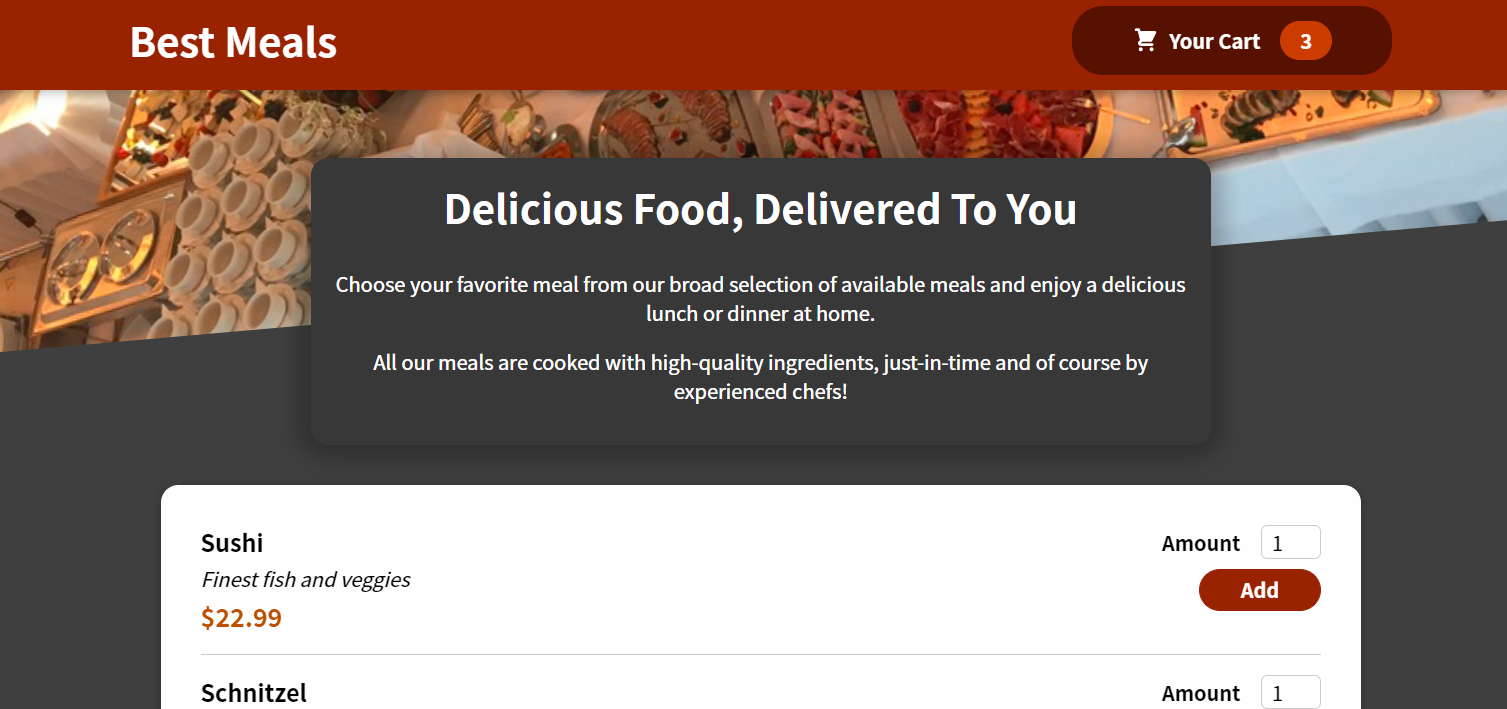 Best Meals
Your Cart 3
Delicious Food, Delivered To You
Choose your favorite meal from our broad selection of available meals and enjoy a delicious
lunch or dinner at home.
All our meals are cooked with high-quality ingredients, just-in-time and of course by
experienced chefs!
Sushi
Amount 1
Finest fish and veggies
Add
$22.99
Schnitzel
Amount 1